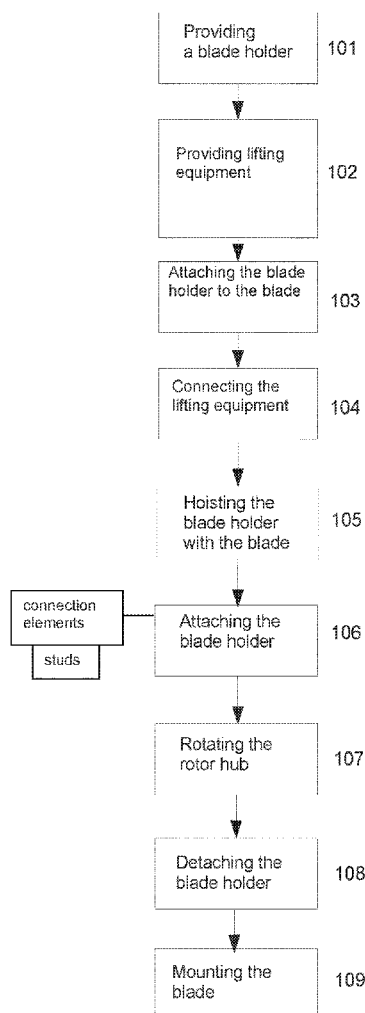 Providing
a blade holder
101
Providing lifting
equipment
102
Attaching the blade
holder to the blade
103
Connecting the
lifting equipment
104
Hoisting the
blade holder
with the blade
105
connection
elements
studs
Attaching the
blade holder
106
Rotating the
rotor hub
107
Detaching the
blade holder
108
Mounting the
blade
109